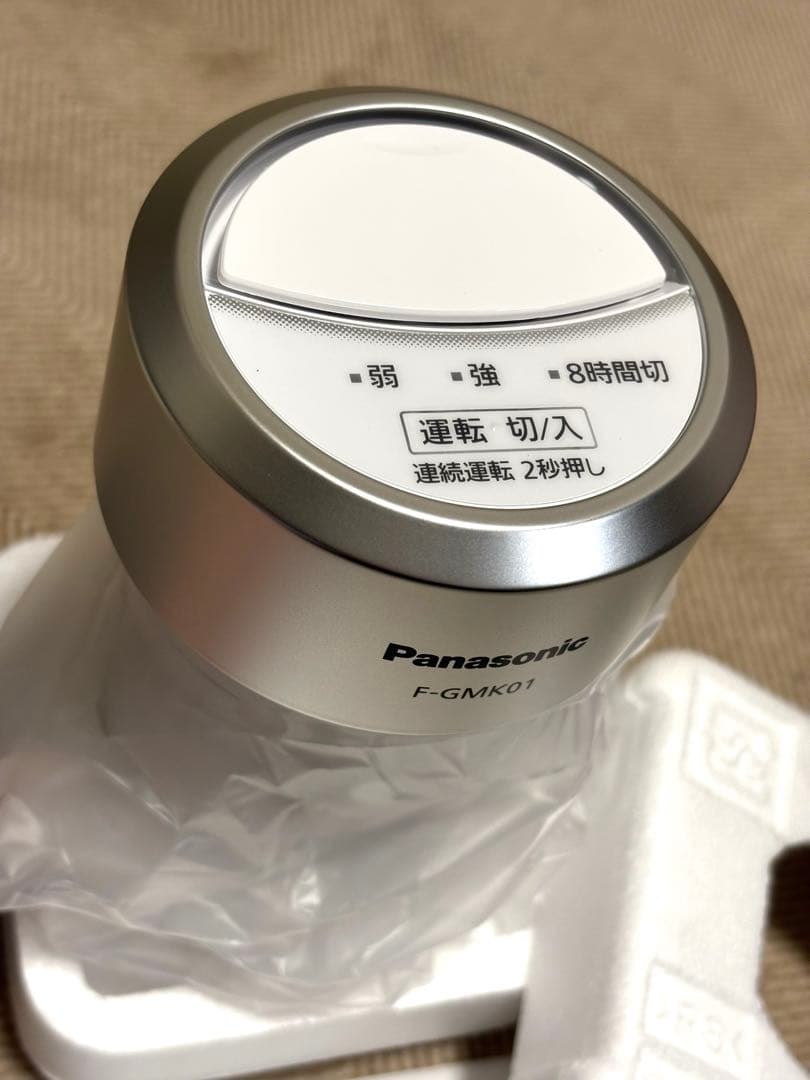 ■弱 ■強 ■8時間切
運転 切/入
連続運転 2秒押し
Panasonic
F-GMK01